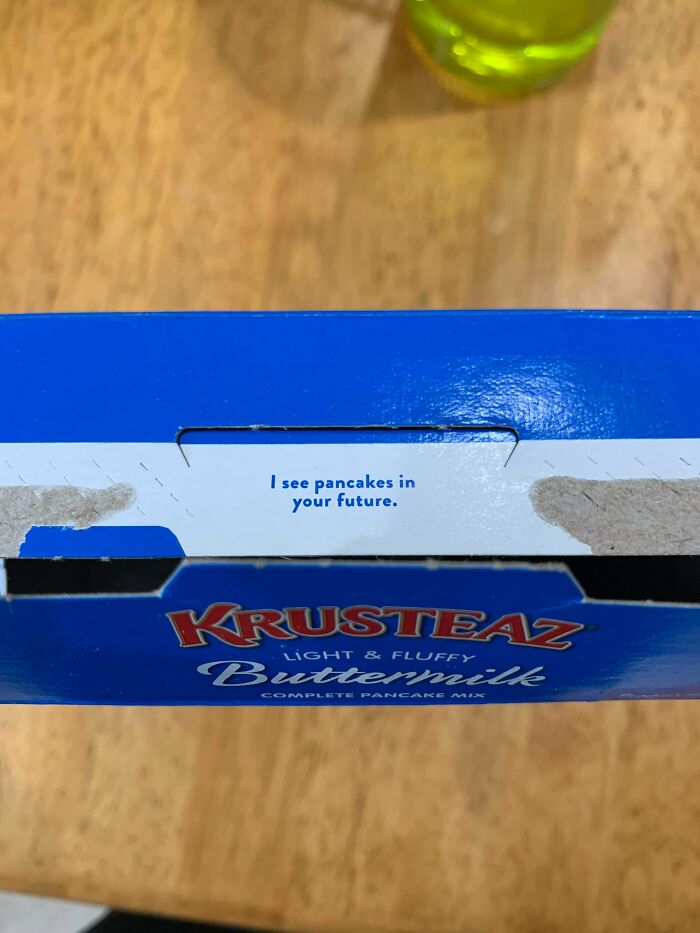 I see pancakes in
your future.
KRUSTEAZ
LIGHT & FLUFFY
Buttermilk
COMPLETE PANCAKE MIX